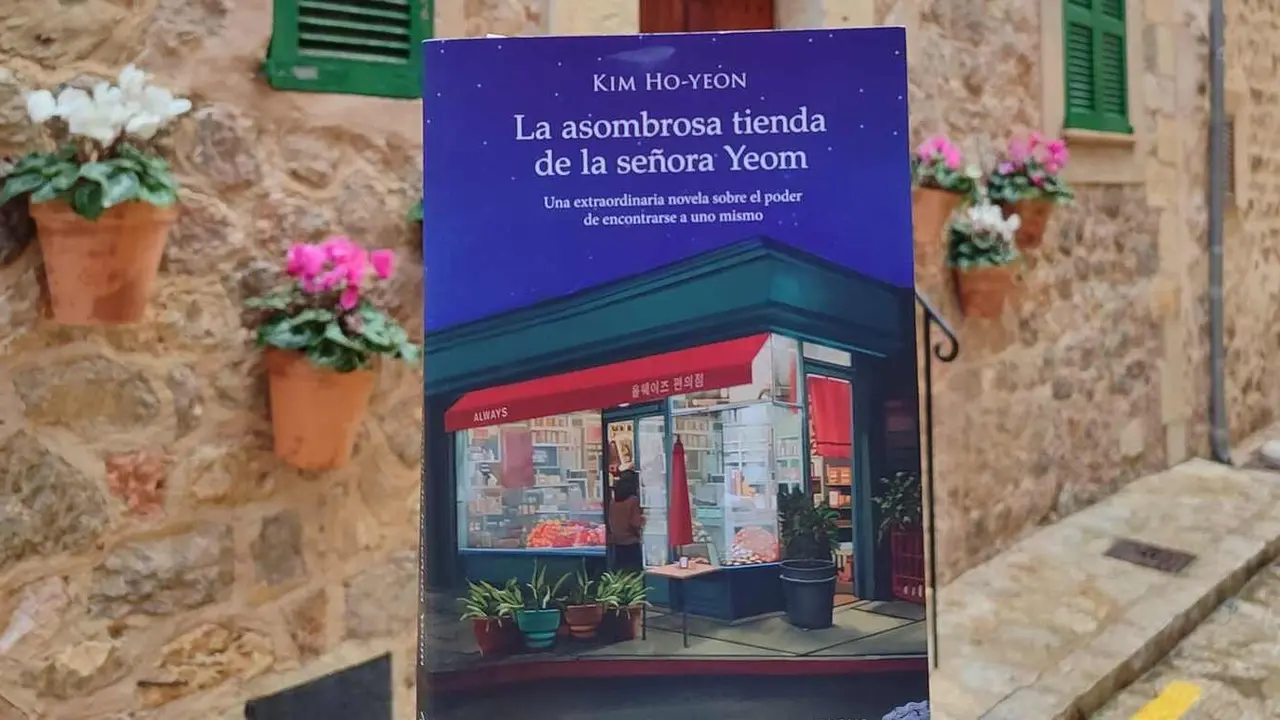 KIM HO-YEON
La asombrosa tienda
de la señora Yeom
Una extraordinaria novela sobre el poder
de encontrarse a uno mismo
ALWAYS
올웨이즈 편의점